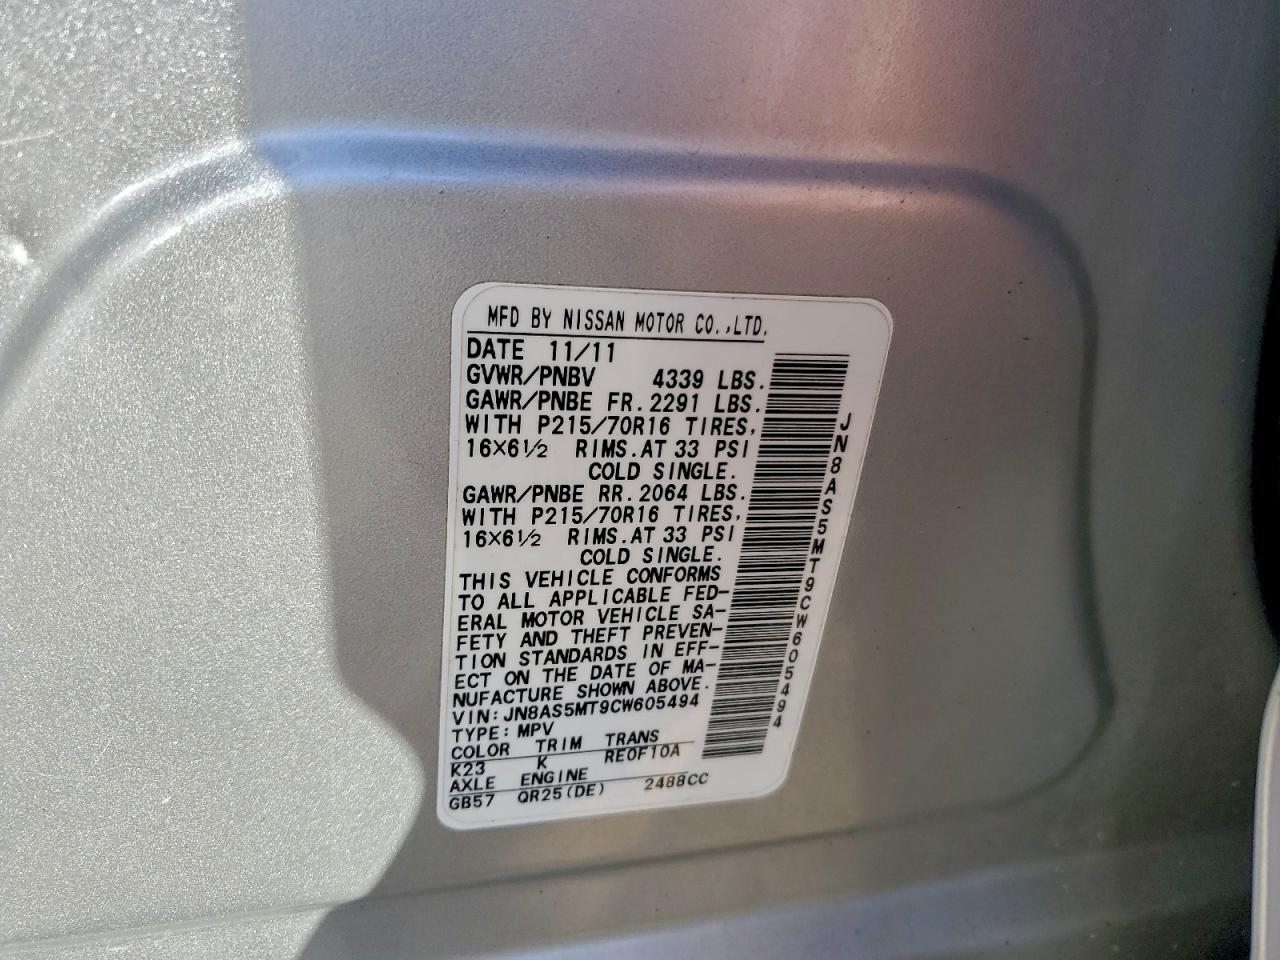 MFD BY NISSAN MOTOR CO.,LTD.
DATE 11/11
GVWR/PNBV 4339 LBS.
GAWR/PNBE FR.2291 LBS.
WITH P215/70R16 TIRES,
16×6½ RIMS.AT 33 PSI
COLD SINGLE.
GAWR/PNBE RR.2064 LBS.
WITH P215/70R16 TIRES,
16×6½ RIMS.AT 33 PSI
COLD SINGLE.
THIS VEHICLE CONFORMS
TO ALL APPLICABLE FED-
ERAL MOTOR VEHICLE SA-
FETY AND THEFT PREVEN-
TION STANDARDS IN EFF-
ECT ON THE DATE OF MA-
NUFACTURE SHOWN ABOVE.
VIN:JN8AS5MT9CW605494
TYPE:MPV
COLOR TRIM TRANS
K23 K RE0F10A
AXLE ENGINE
GB57 QR25(DE) 2488CC
JN8AS5MT9CW605494